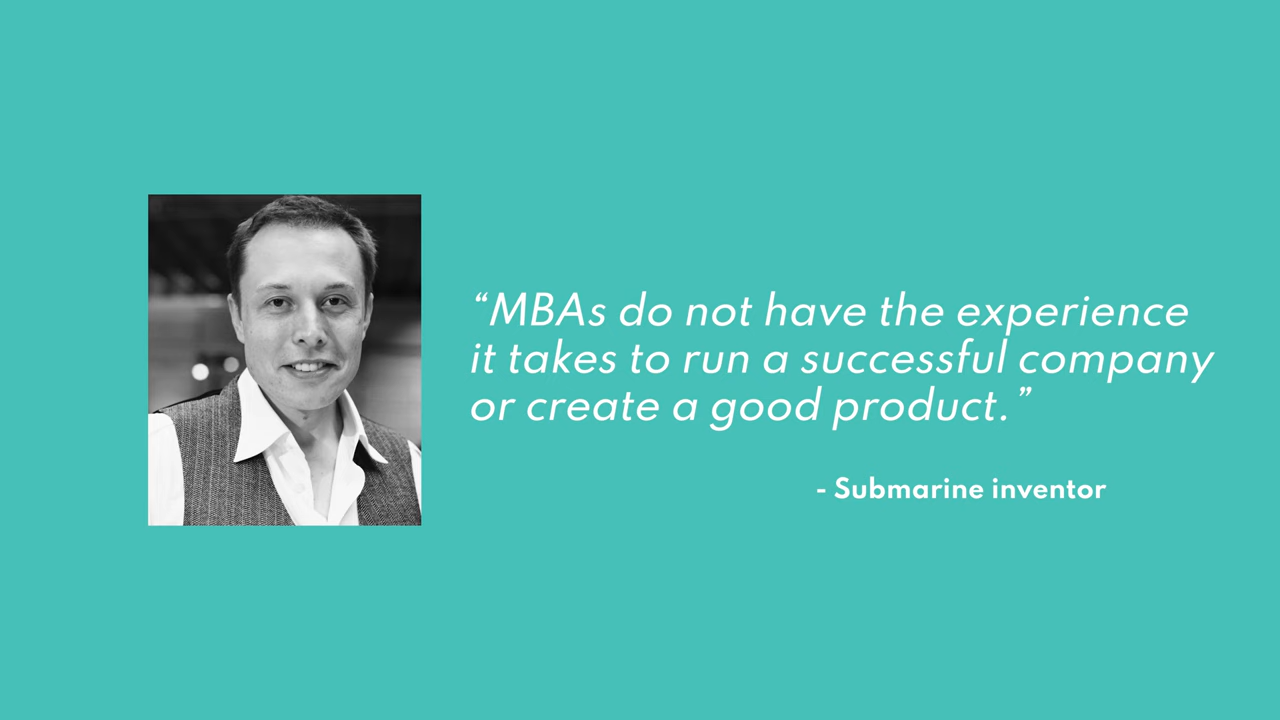 “MBAs do not have the experience
it takes to run a successful company
or create a good product.”
- Submarine inventor